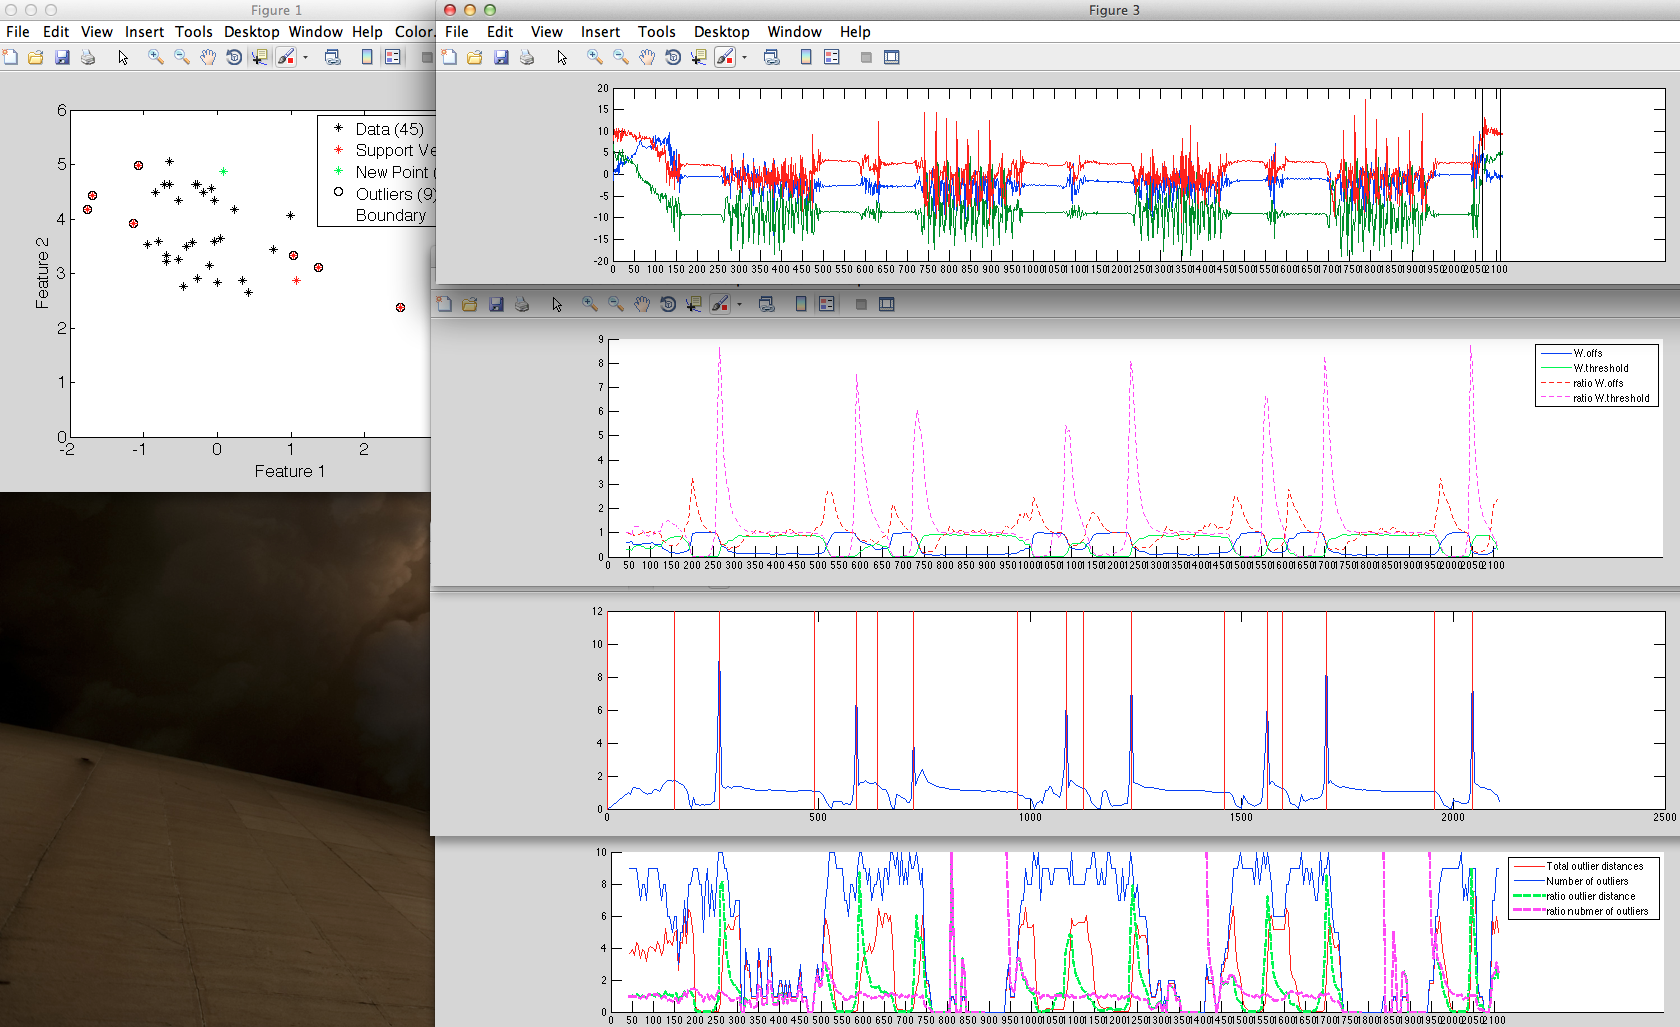 Figure 1
File Edit View Insert Tools Desktop Window Help Color
6
5
4
3
2
1
0
Feature 2
-2 -1 0 1 2
Feature 1
Data (45)
Support Ve
New Point (
Outliers (9)
Boundary
Figure 3
File Edit View Insert Tools Desktop Window Help
20
15
10
5
0
-5
-10
-15
-20
0 50 100 150 200 250 300 350 400 450 500 550 600 650 700 750 800 850 900 950 1000 1050 1100 1150 1200 1250 1300 1350 1400 1450 1500 1550 1600 1650 1700 1750 1800 1850 1900 1950 2000 2050 2100
9
8
7
6
5
4
3
2
1
0
0 50 100 150 200 250 300 350 400 450 500 550 600 650 700 750 800 850 900 950 1000 1050 1100 1150 1200 1250 1300 1350 1400 1450 1500 1550 1600 1650 1700 1750 1800 1850 1900 1950 2000 2050 2100
W.offs
W.threshold
ratio W.offs
ratio W.threshold
12
10
8
6
4
2
0
0 500 1000 1500 2000 2500
10
8
6
4
2
0
0 50 100 150 200 250 300 350 400 450 500 550 600 650 700 750 800 850 900 950 1000 1050 1100 1150 1200 1250 1300 1350 1400 1450 1500 1550 1600 1650 1700 1750 1800 1850 1900 1950 2000 2050 2100
Total outlier distances
Number of outliers
ratio outlier distance
ratio nubmer of outliers